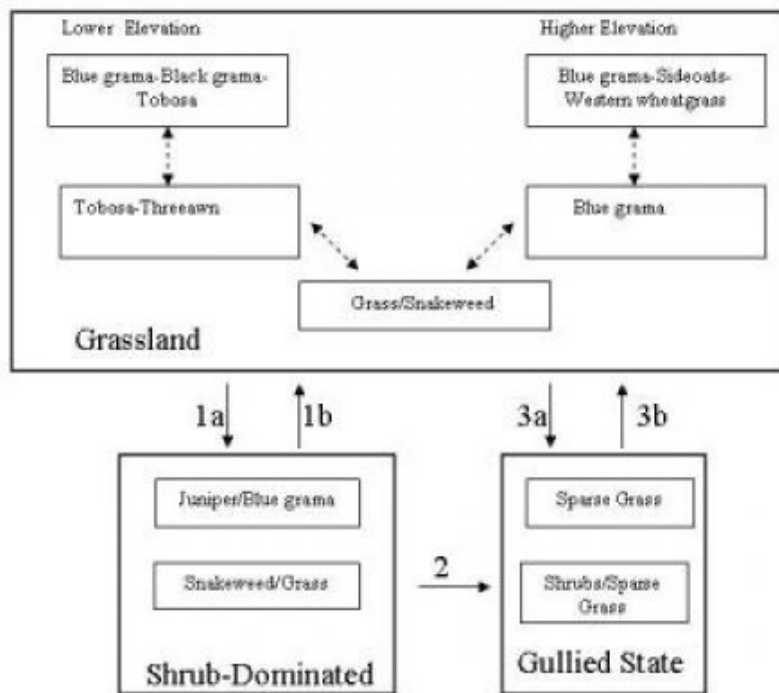 Lower Elevation
Higher Elevation
Blue grama-Black grama-
Tobosa
Blue grama-Sideoats-
Western wheatgrass
Tobosa-Threeawn
Blue grama
Grass/Snakeweed
Grassland
1a
1b
3a
3b
Juniper/Blue grama
Snakeweed/Grass
Shrub-Dominated
2
Sparse Grass
Shrubs/Sparse
Grass
Gullied State